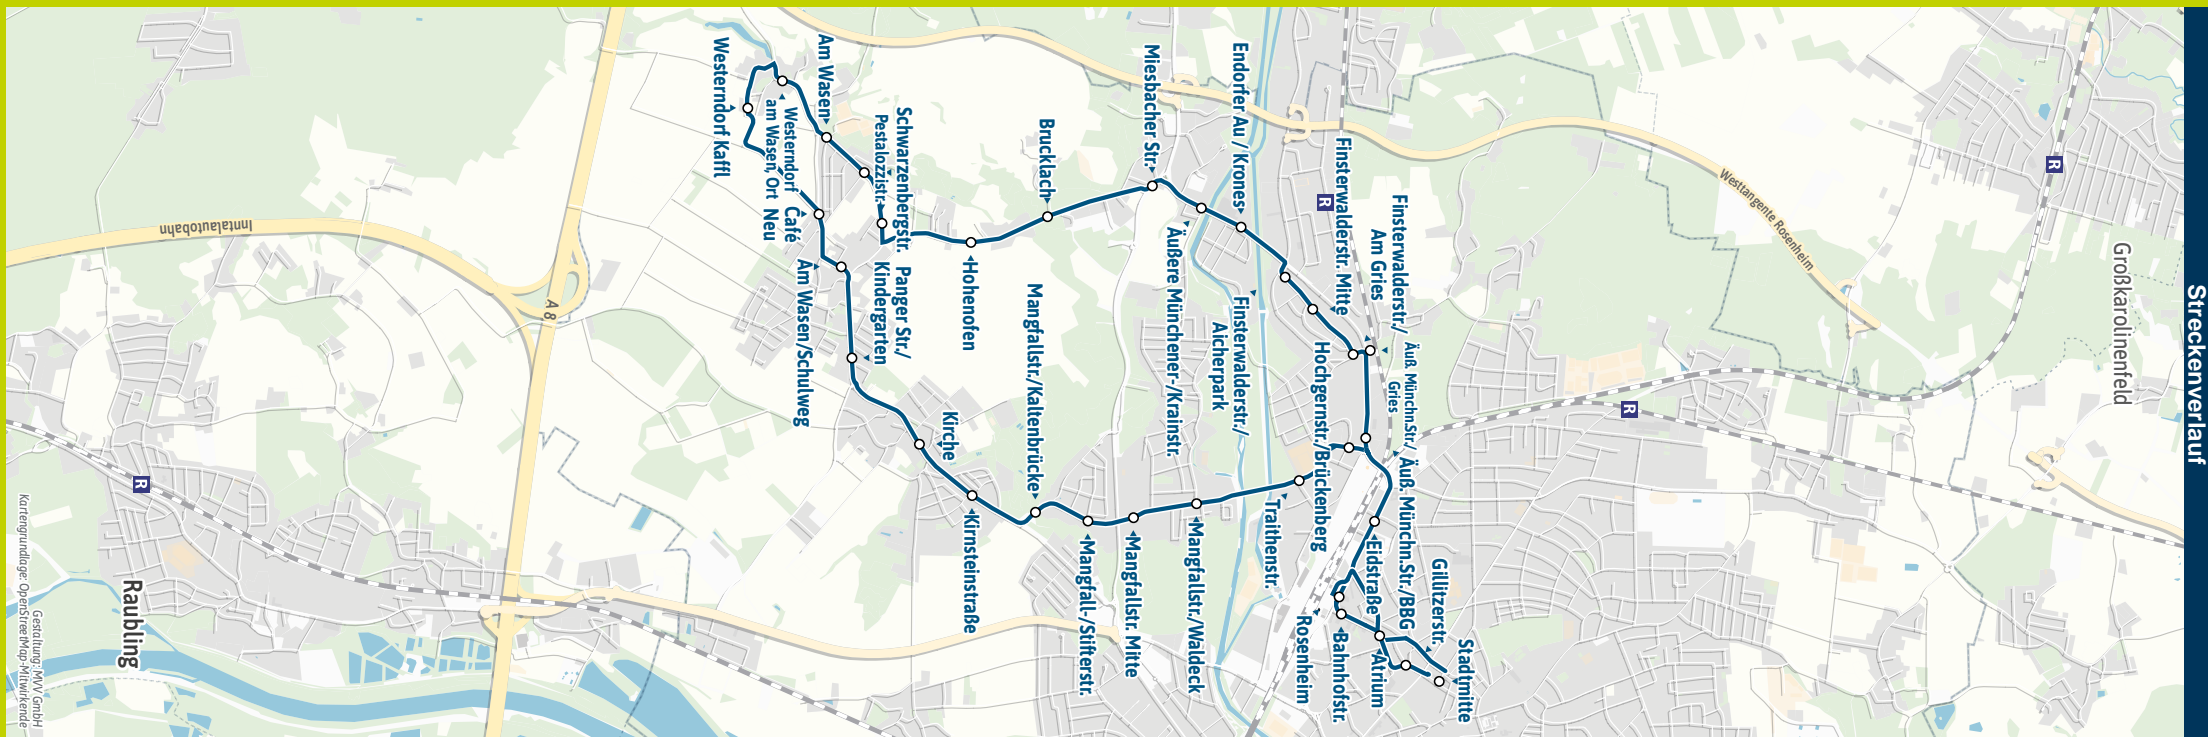 Streckenverlauf
Großkarolinenfeld
Westtangente Rosenheim
R
R
R
R
Stadtmitte
Gillitzerstr.
Atrium
Bahnhofstr.
Rosenheim
Eidstraße
Äuß. Münchn.Str./BBG
Äuß. Münchn.Str./
Gries
Finsterwalderstr./
Am Gries
Finsterwalderstr. Mitte
Hochgernstr./Brückenberg
Traithenstr.
Finsterwalderstr./
Aicherpark
Endorfer Au / Krones
Äußere Münchener-/Krainstr.
Miesbacher Str.
Mangfallstr./Waldeck
Mangfallstr. Mitte
Mangfall-/Stifterstr.
Mangfallstr./Kaltenbrücke
Brucklach
Hohenofen
Kirnsteinstraße
Kirche
Schwarzenbergstr.
Pestalozzistr.
Panger Str./
Kindergarten
Am Wasen
Am Wasen/Schulweg
Westerndorf
am Wasen, Ort
Café
Neu
Westerndorf Kaffl
A 8
Inntalautobahn
Raubling
Gestaltung: MVV GmbH
Kartengrundlage: OpenStreetMap-Mitwirkende